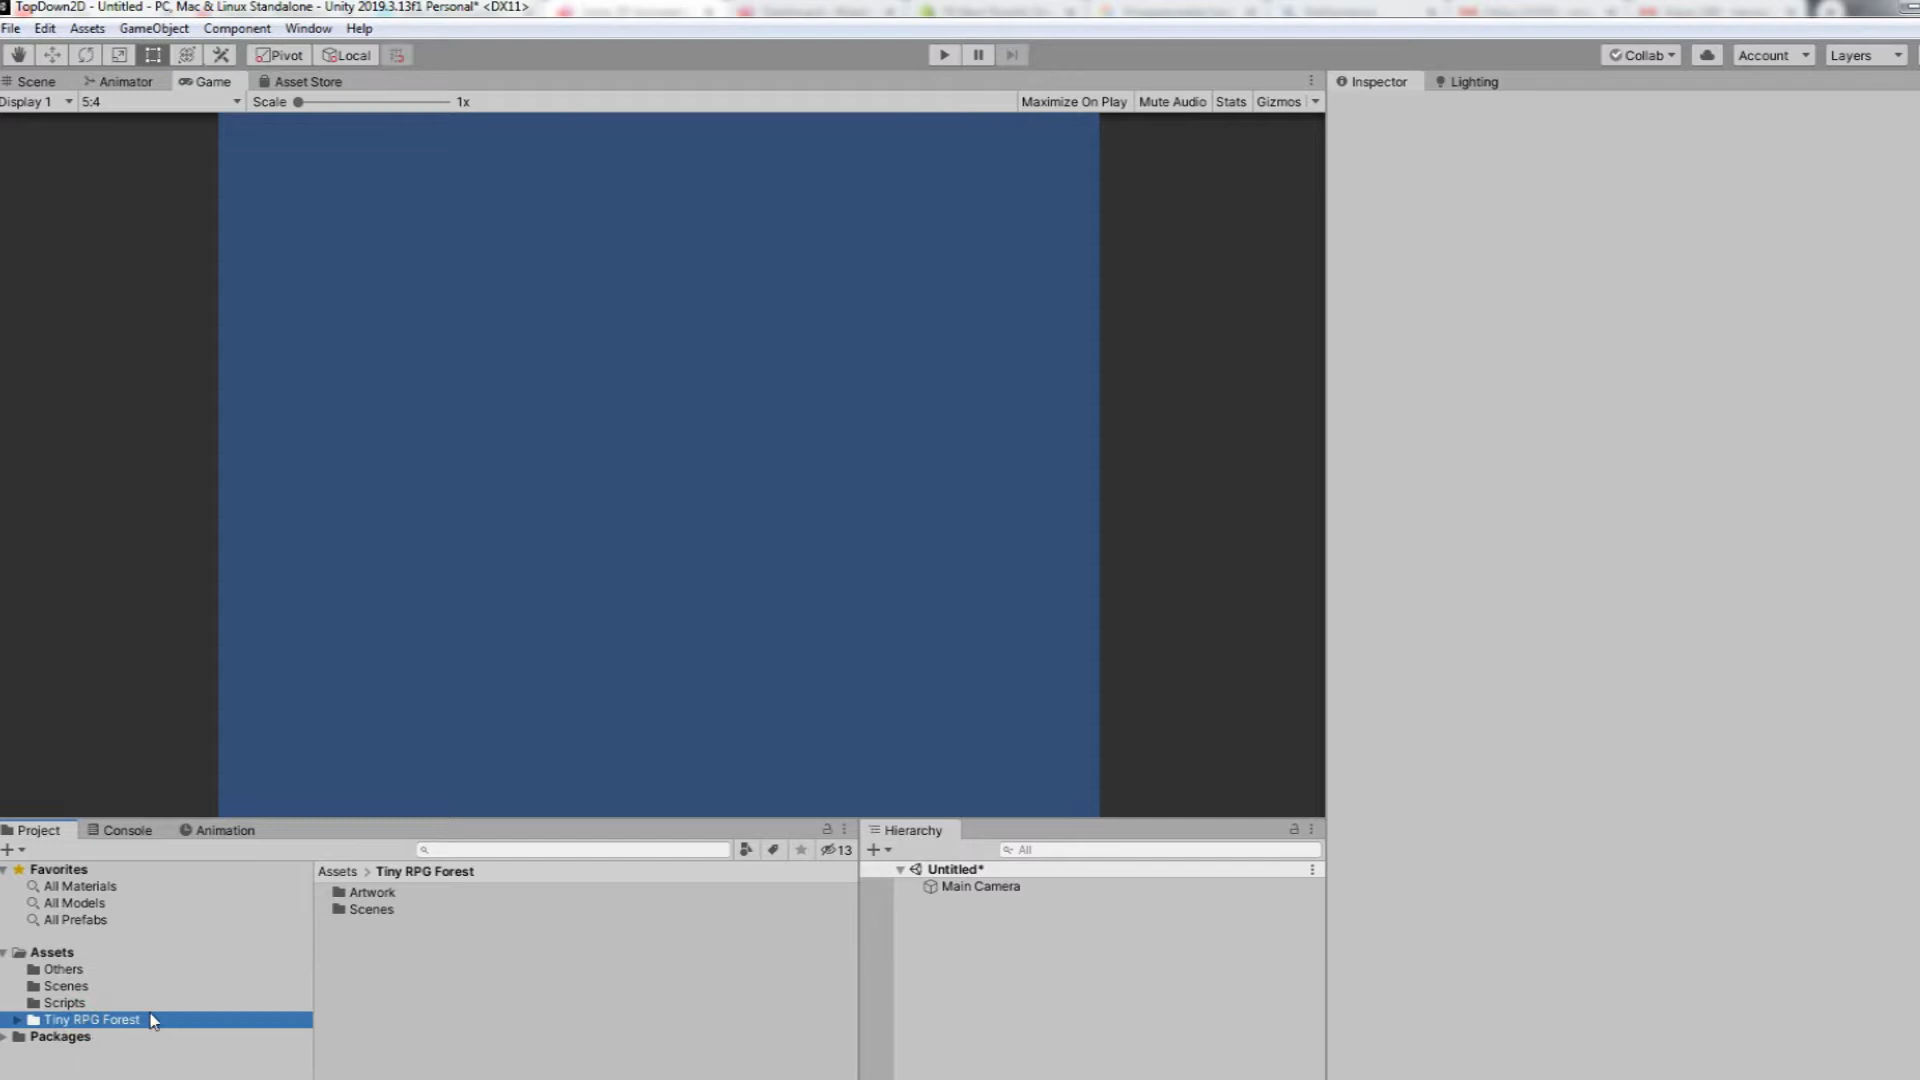 TopDown2D - Untitled - PC, Mac & Linux Standalone - Unity 2019.3.13f1 Personal* <DX11>
File Edit Assets GameObject Component Window Help
Pivot Local Collab Account Layers
Scene Animator Game Asset Store Inspector Lighting
Display 1 5:4 Scale 1x Maximize On Play Mute Audio Stats Gizmos
Project Console Animation Hierarchy
13 All
Favorites
All Materials
All Models
All Prefabs
Assets
Others
Scenes
Scripts
Tiny RPG Forest
Packages
Assets > Tiny RPG Forest
Artwork
Scenes
Untitled*
Main Camera